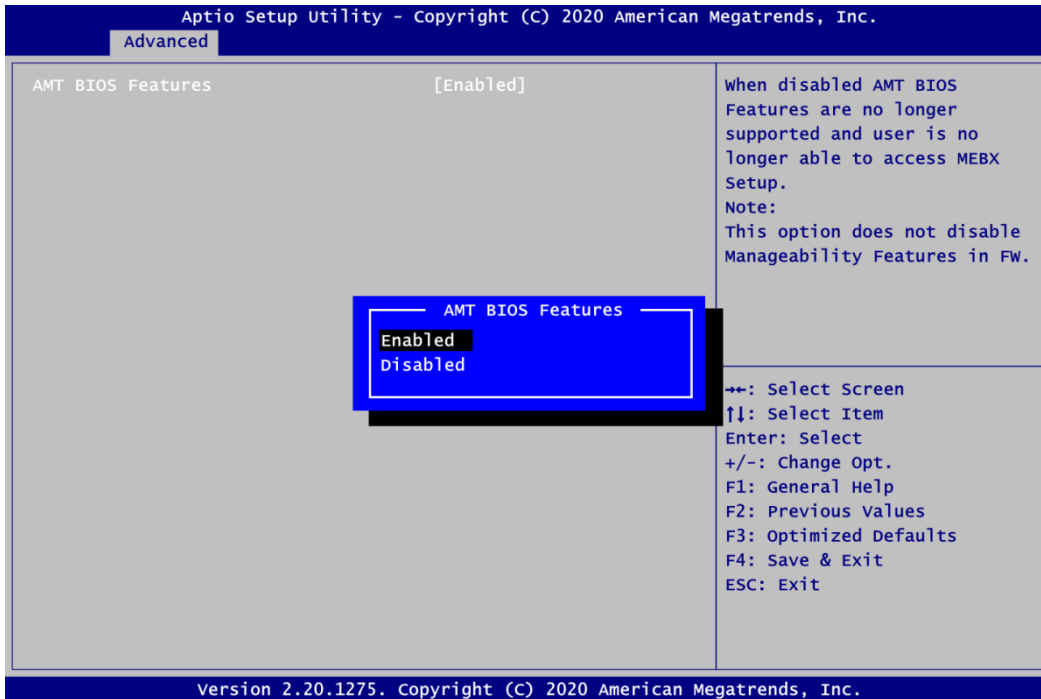 Aptio Setup Utility - Copyright (C) 2020 American Megatrends, Inc.
Advanced
AMT BIOS Features [Enabled]
When disabled AMT BIOS
Features are no longer
supported and user is no
longer able to access MEBX
Setup.
Note:
This option does not disable
Manageability Features in FW.
AMT BIOS Features
Enabled
Disabled
→←: Select Screen
↑↓: Select Item
Enter: Select
+/-: Change Opt.
F1: General Help
F2: Previous Values
F3: Optimized Defaults
F4: Save & Exit
ESC: Exit
Version 2.20.1275. Copyright (C) 2020 American Megatrends, Inc.